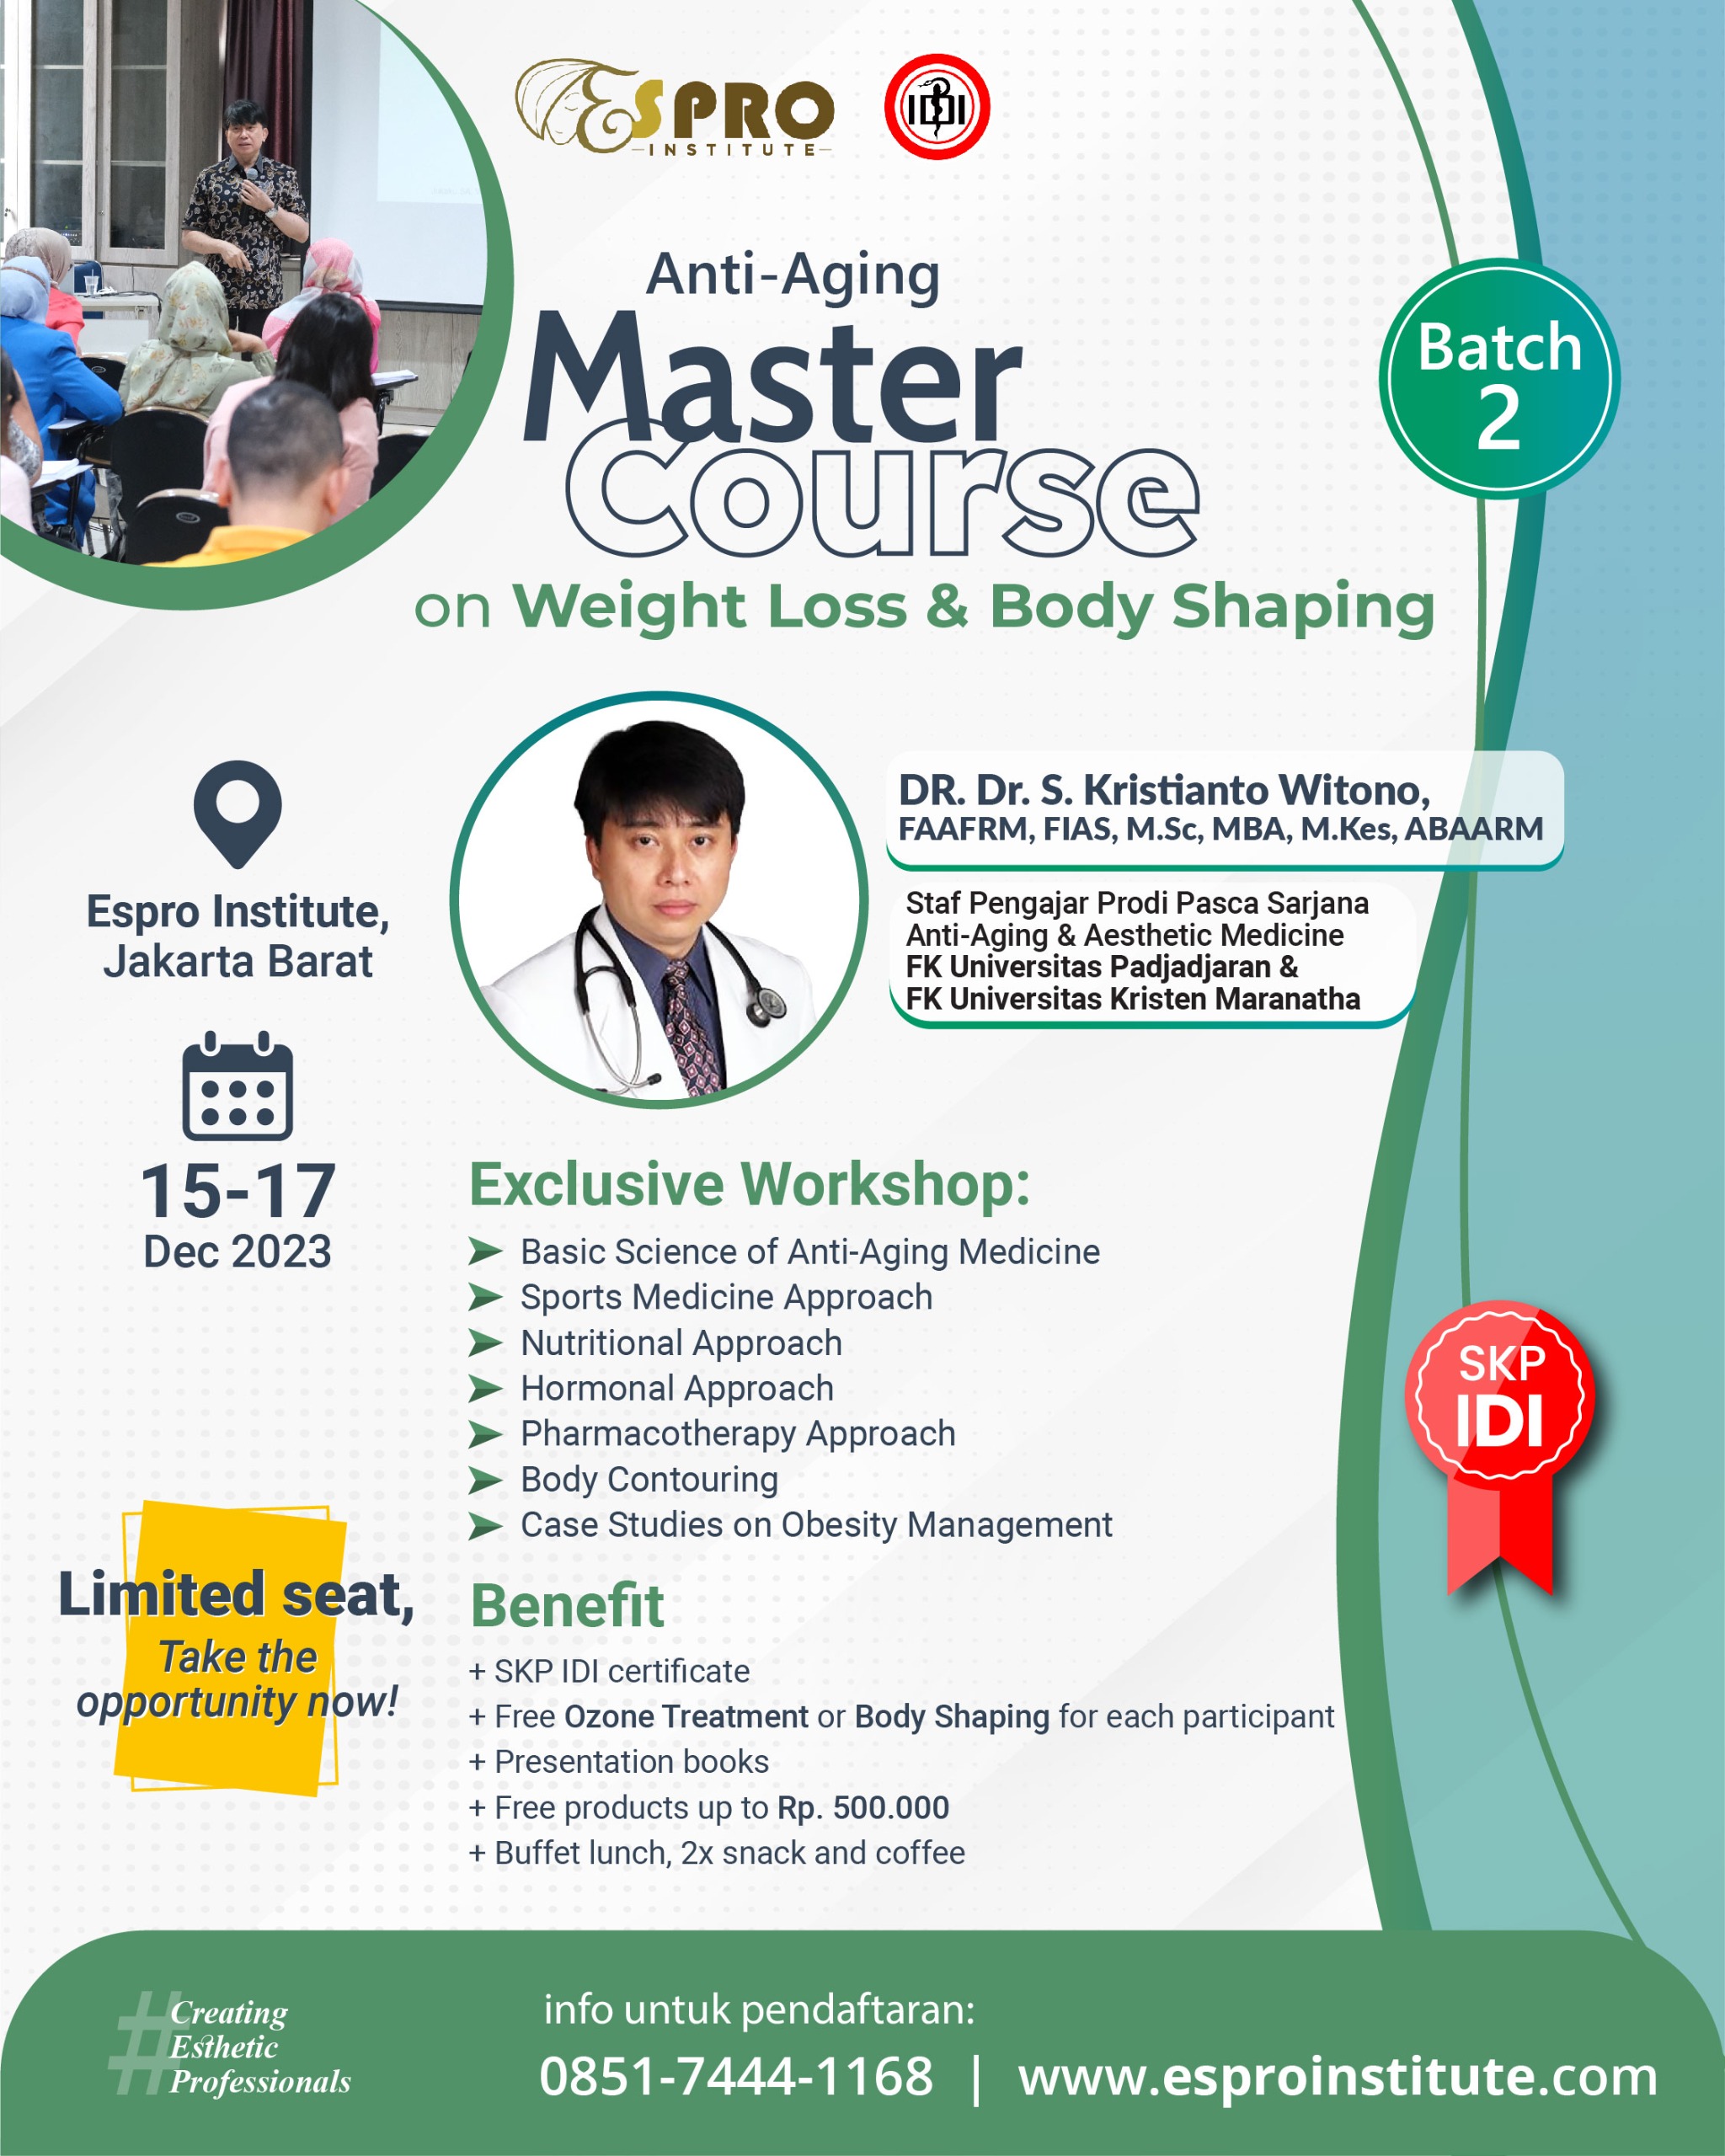 ESPRO
INSTITUTE
IDI
Anti-Aging
Master
Course
on Weight Loss & Body Shaping
Batch
2
Espro Institute,
Jakarta Barat
15-17
Dec 2023
DR. Dr. S. Kristianto Witono,
FAAFRM, FIAS, M.Sc, MBA, M.Kes, ABAARM
Staf Pengajar Prodi Pasca Sarjana
Anti-Aging & Aesthetic Medicine
FK Universitas Padjadjaran &
FK Universitas Kristen Maranatha
Exclusive Workshop:
Basic Science of Anti-Aging Medicine
Sports Medicine Approach
Nutritional Approach
Hormonal Approach
Pharmacotherapy Approach
Body Contouring
Case Studies on Obesity Management
SKP
IDI
Limited seat,
Take the
opportunity now!
Benefit
+ SKP IDI certificate
+ Free Ozone Treatment or Body Shaping for each participant
+ Presentation books
+ Free products up to Rp. 500.000
+ Buffet lunch, 2x snack and coffee
#Creating
Esthetic
Professionals
info untuk pendaftaran:
0851-7444-1168 | www.esproinstitute.com